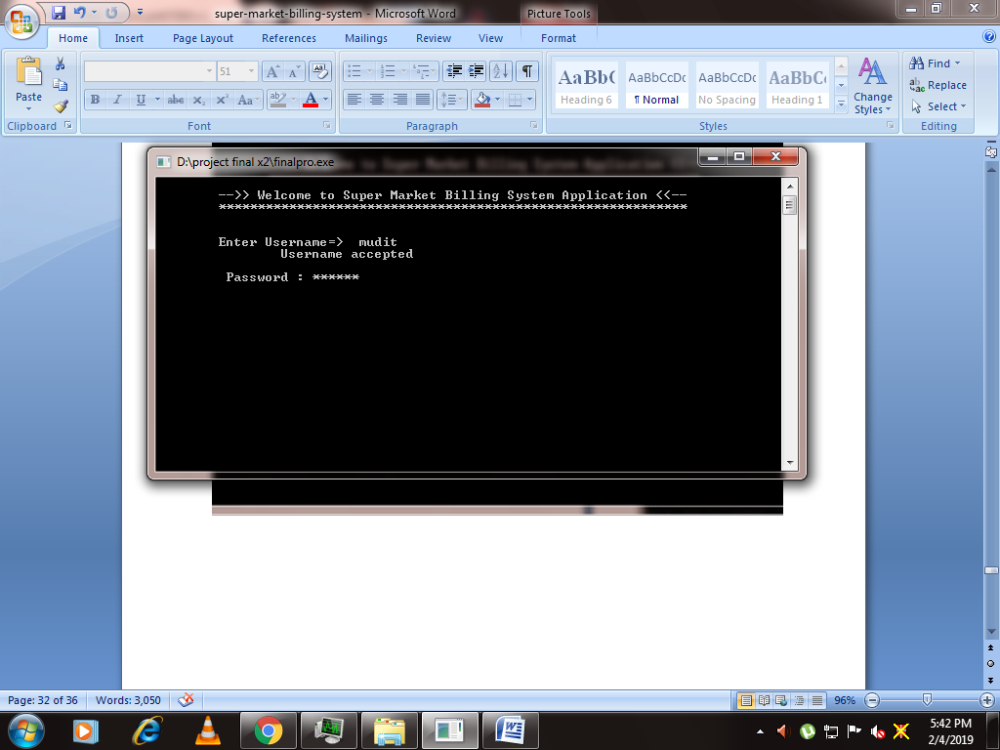 super-market-billing-system - Microsoft Word
Picture Tools
Home
Insert
Page Layout
References
Mailings
Review
View
Format
Paste
Clipboard
51
B I U abc X₂ X² Aa
Font
Paragraph
AaBbC AaBbCcDc AaBbCcDc AaBbC
Heading 6
¶ Normal
No Spacing
Heading 1
Change
Styles
Styles
Find
Replace
Select
Editing
D:\project final x2\finalpro.exe
-->> Welcome to Super Market Billing System Application <<--
************************************************************
Enter Username=>  mudit
Username accepted
Password : ******
Page: 32 of 36
Words: 3,050
96%
5:42 PM
2/4/2019